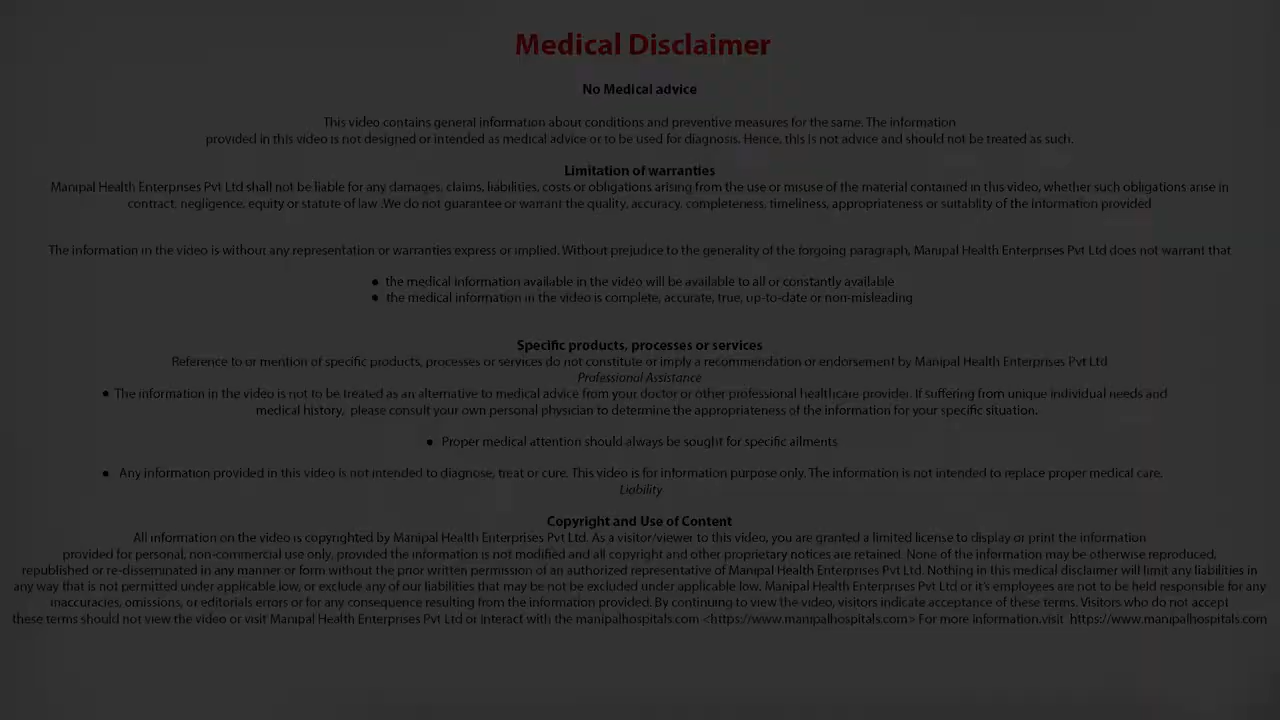 Medical Disclaimer
No Medical advice
This video contains general information about conditions and preventive measures for the same. The information
provided in this video is not designed or intended as medical advice or to be used for diagnosis. Hence, this is not advice and should not be treated as such.
Limitation of warranties
Manipal Health Enterprises Pvt Ltd shall not be liable for any damages, claims, liabilities, costs or obligations arising from the use or misuse of the material contained in this video, whether such obligations arise in
contract, negligence, equity or statute of law .We do not guarantee or warrant the quality, accuracy, completeness, timeliness, appropriateness or suitablity of the information provided
The information in the video is without any representation or warranties express or implied. Without prejudice to the generality of the forgoing paragraph, Manipal Health Enterprises Pvt Ltd does not warrant that
● the medical information available in the video will be available to all or constantly available
● the medical information in the video is complete, accurate, true, up-to-date or non-misleading
Specific products, processes or services
Reference to or mention of specific products, processes or services do not constitute or imply a recommendation or endorsement by Manipal Health Enterprises Pvt Ltd
Professional Assistance
● The information in the video is not to be treated as an alternative to medical advice from your doctor or other professional healthcare provider. If suffering from unique individual needs and
medical history, please consult your own personal physician to determine the appropriateness of the information for your specific situation.
● Proper medical attention should always be sought for specific ailments
● Any information provided in this video is not intended to diagnose, treat or cure. This video is for information purpose only. The information is not intended to replace proper medical care.
Liability
Copyright and Use of Content
All information on the video is copyrighted by Manipal Health Enterprises Pvt Ltd. As a visitor/viewer to this video, you are granted a limited license to display or print the information
provided for personal, non-commercial use only, provided the information is not modified and all copyright and other proprietary notices are retained. None of the information may be otherwise reproduced,
republished or re-disseminated in any manner or form without the prior written permission of an authorized representative of Manipal Health Enterprises Pvt Ltd. Nothing in this medical disclaimer will limit any liabilities in
any way that is not permitted under applicable low, or exclude any of our liabilities that may be not be excluded under applicable low. Manipal Health Enterprises Pvt Ltd or it's employees are not to be held responsible for any
inaccuracies, omissions, or editorials errors or for any consequence resulting from the information provided. By continuing to view the video, visitors indicate acceptance of these terms. Visitors who do not accept
these terms should not view the video or visit Manipal Health Enterprises Pvt Ltd or interact with the manipalhospitals.com <https://www.manipalhospitals.com> For more information.visit https://www.manipalhospitals.com